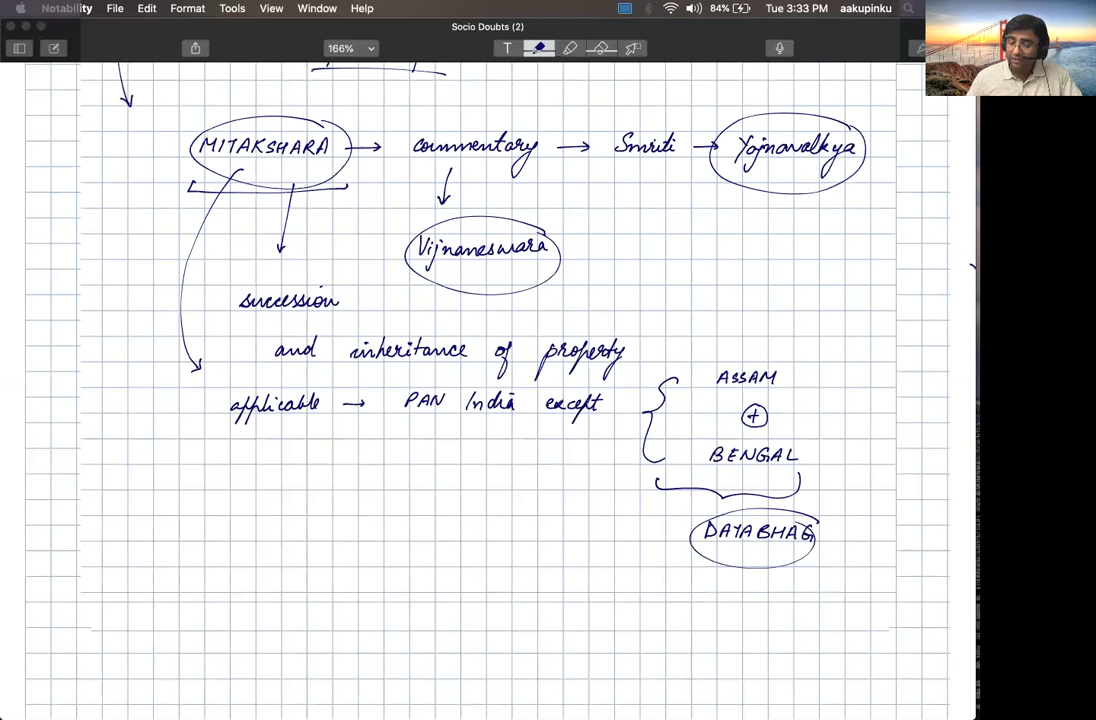 Notability File Edit Format Tools View Window Help 84% Tue 3:33 PM aakupinku
Socio Doubts (2)
166% T
MITAKSHARA → commentary → Smriti → Yajnavalkya
Vijnaneswara
succession
and inheritance of property
applicable → PAN India except
ASSAM
+
BENGAL
DAYABHAG